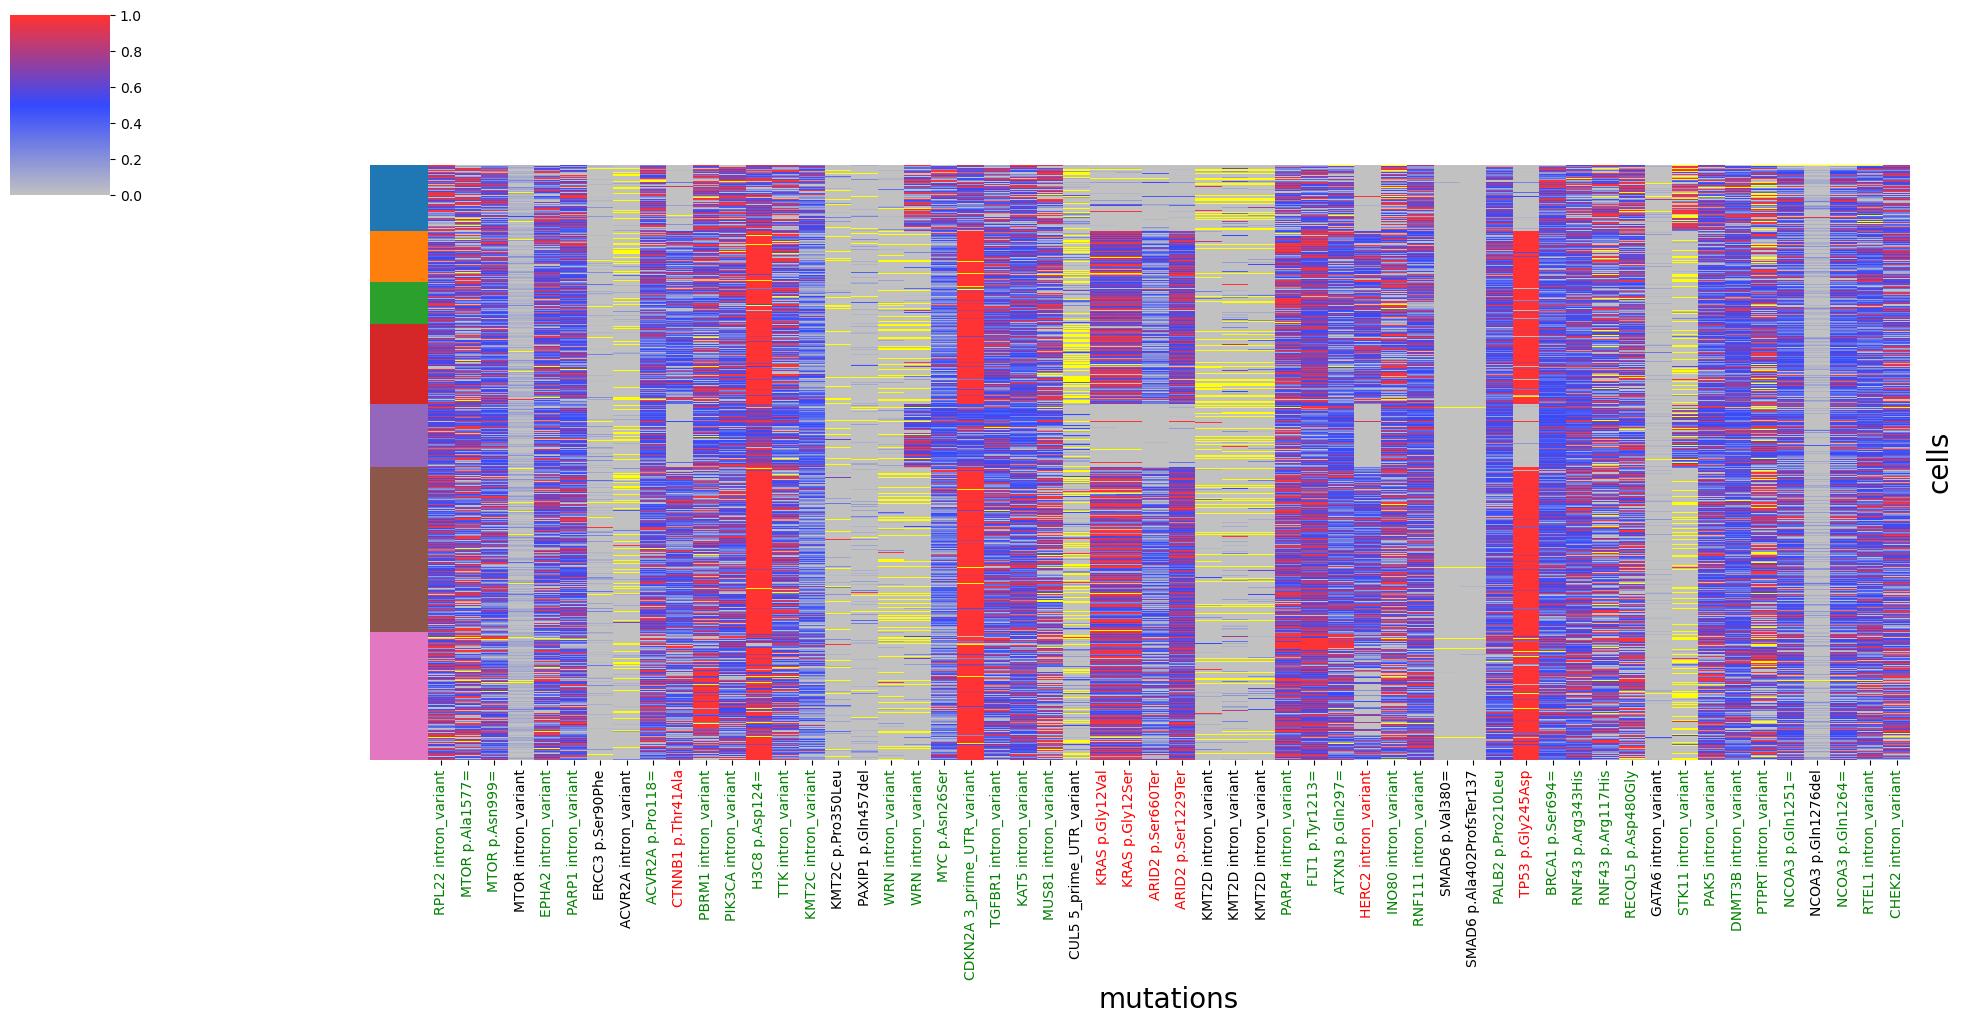 1.0
0.8
0.6
0.4
0.2
0.0
cells
RPL22 intron_variant
MTOR p.Ala1577=
MTOR p.Asn999=
MTOR intron_variant
EPHA2 intron_variant
PARP1 intron_variant
ERCC3 p.Ser90Phe
ACVR2A intron_variant
ACVR2A p.Pro118=
CTNNB1 p.Thr41Ala
PBRM1 intron_variant
PIK3CA intron_variant
H3C8 p.Asp124=
TTK intron_variant
KMT2C intron_variant
KMT2C p.Pro350Leu
PAXIP1 p.Gln457del
WRN intron_variant
WRN intron_variant
MYC p.Asn26Ser
CDKN2A 3_prime_UTR_variant
TGFBR1 intron_variant
KAT5 intron_variant
MUS81 intron_variant
CUL5 5_prime_UTR_variant
KRAS p.Gly12Val
KRAS p.Gly12Ser
ARID2 p.Ser660Ter
ARID2 p.Ser1229Ter
KMT2D intron_variant
KMT2D intron_variant
KMT2D intron_variant
PARP4 intron_variant
FLT1 p.Tyr1213=
ATXN3 p.Gln297=
HERC2 intron_variant
INO80 intron_variant
RNF111 intron_variant
SMAD6 p.Val380=
SMAD6 p.Ala402ProfsTer137
PALB2 p.Pro210Leu
TP53 p.Gly245Asp
BRCA1 p.Ser694=
RNF43 p.Arg343His
RNF43 p.Arg117His
RECQL5 p.Asp480Gly
GATA6 intron_variant
STK11 intron_variant
PAK5 intron_variant
DNMT3B intron_variant
PTPRT intron_variant
NCOA3 p.Gln1251=
NCOA3 p.Gln1276del
NCOA3 p.Gln1264=
RTEL1 intron_variant
CHEK2 intron_variant
mutations